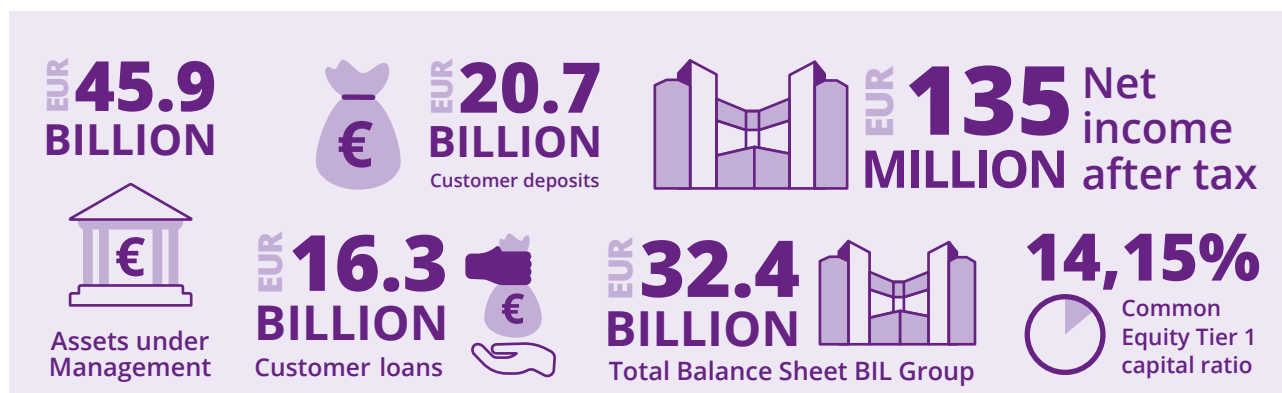 EUR 45.9
BILLION
Assets under
Management
€
€
EUR 20.7
BILLION
Customer deposits
EUR 135
MILLION
Net
income
after tax
EUR 16.3
BILLION
Customer loans
€
EUR 32.4
BILLION
Total Balance Sheet BIL Group
14,15%
Common
Equity Tier 1
capital ratio